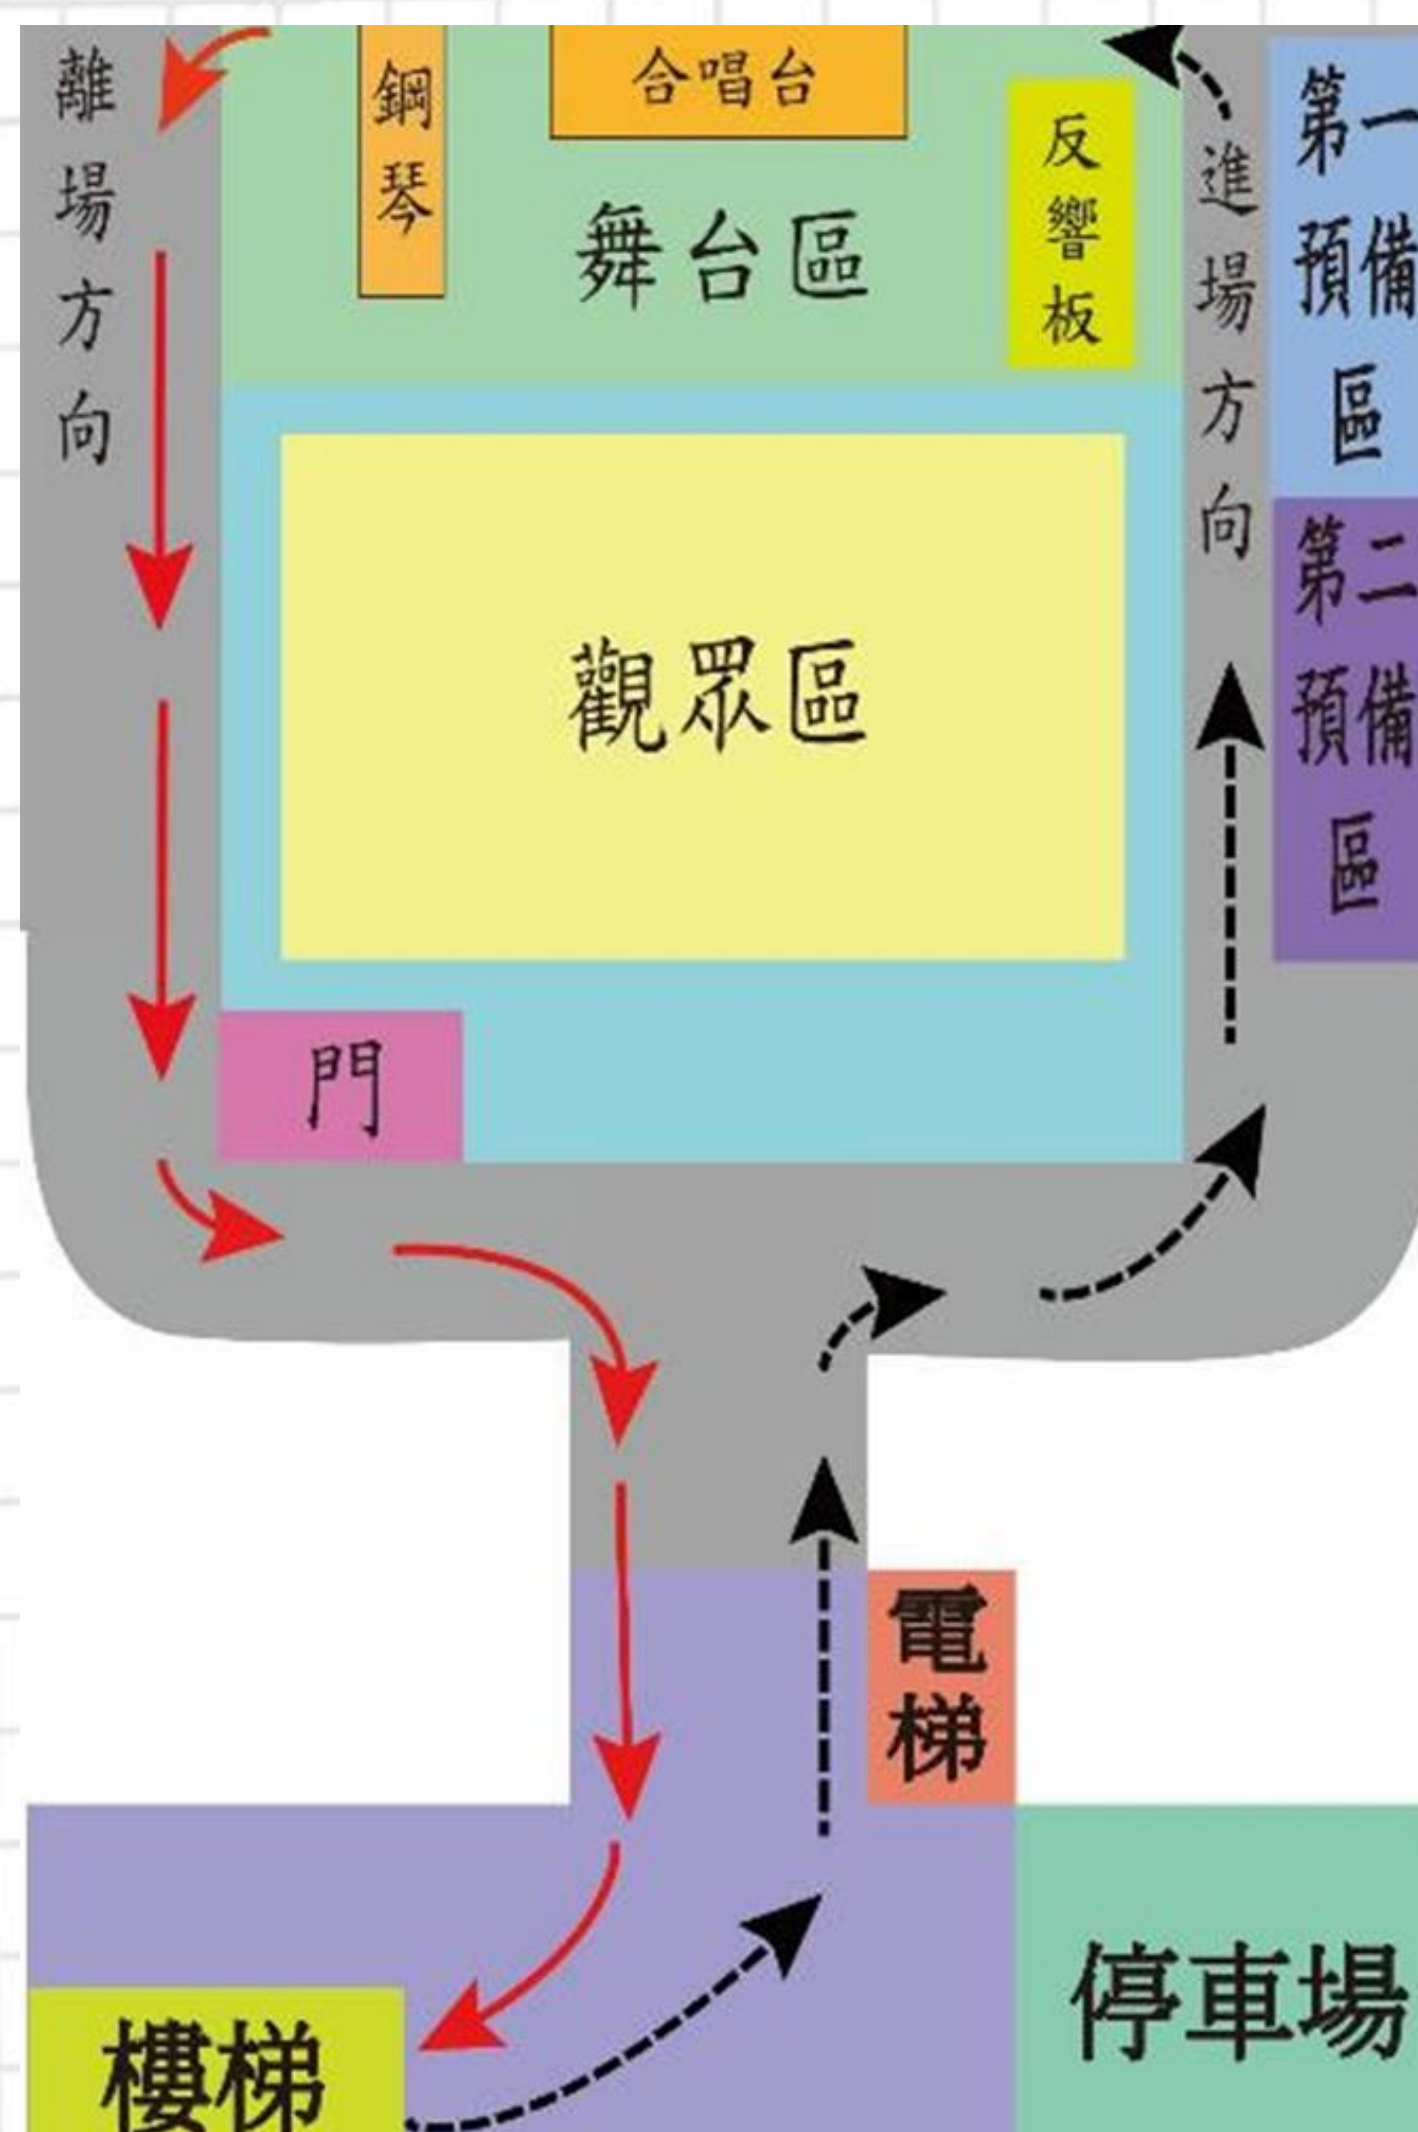 離場方向
鋼琴
合唱台
反響板
舞台區
進場方向
第一
預備
區
觀眾區
第二
預備
區
門
電梯
停車場
樓梯